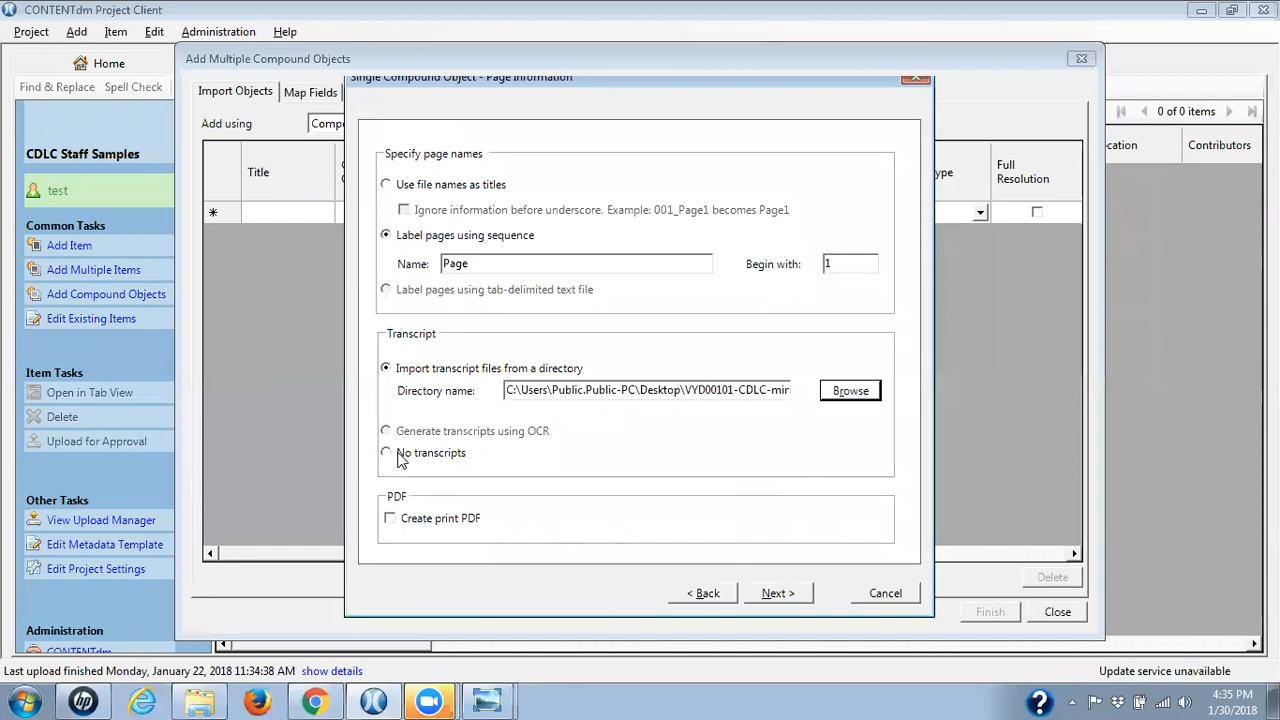 CONTENTdm Project Client
Project Add Item Edit Administration Help
Home
Find & Replace Spell Check
CDLC Staff Samples
test
Common Tasks
Add Item
Add Multiple Items
Add Compound Objects
Edit Existing Items
Item Tasks
Open in Tab View
Delete
Upload for Approval
Other Tasks
View Upload Manager
Edit Metadata Template
Edit Project Settings
Administration
CONTENTdm
Add Multiple Compound Objects
Import Objects Map Fields
Add using
Title
Full
Resolution
0 of 0 items
Contributors
Single Compound Object - Page Information
Specify page names
Use file names as titles
Ignore information before underscore. Example: 001_Page1 becomes Page1
Label pages using sequence
Name: Page Begin with: 1
Label pages using tab-delimited text file
Transcript
Import transcript files from a directory
Directory name: C:\Users\Public.Public-PC\Desktop\VYD00101-CDLC-min Browse
Generate transcripts using OCR
No transcripts
PDF
Create print PDF
< Back Next > Cancel
Delete
Finish Close
Last upload finished Monday, January 22, 2018 11:34:38 AM show details
Update service unavailable
4:35 PM
1/30/2018